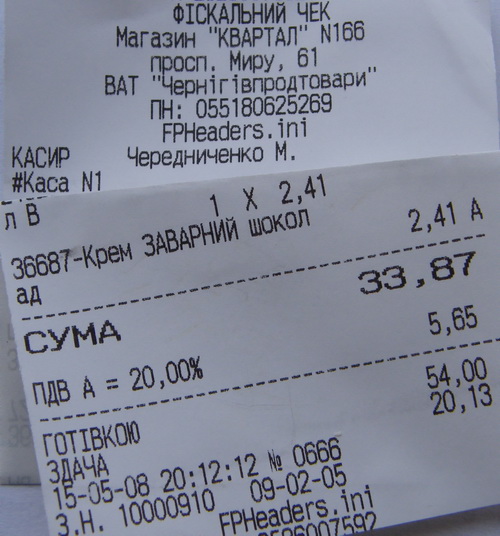 ФІСКАЛЬНИЙ ЧЕК
Магазин "КВАРТАЛ" N166
просп. Миру, 61
ВАТ "Чернігівпродтовари"
ПН: 055180625269
FPHeaders.ini
КАСИР Чередниченко М.
#Каса N1
л В
1 X 2,41
36687-Крем ЗАВАРНИЙ шокол
ад 2,41 А
СУМА 33,87
ПДВ А = 20,00% 5,65
ГОТІВКОЮ 54,00
ЗДАЧА 20,13
15-05-08 20:12:12 № 0666
З.Н. 10000910 09-02-05
FPHeaders.ini